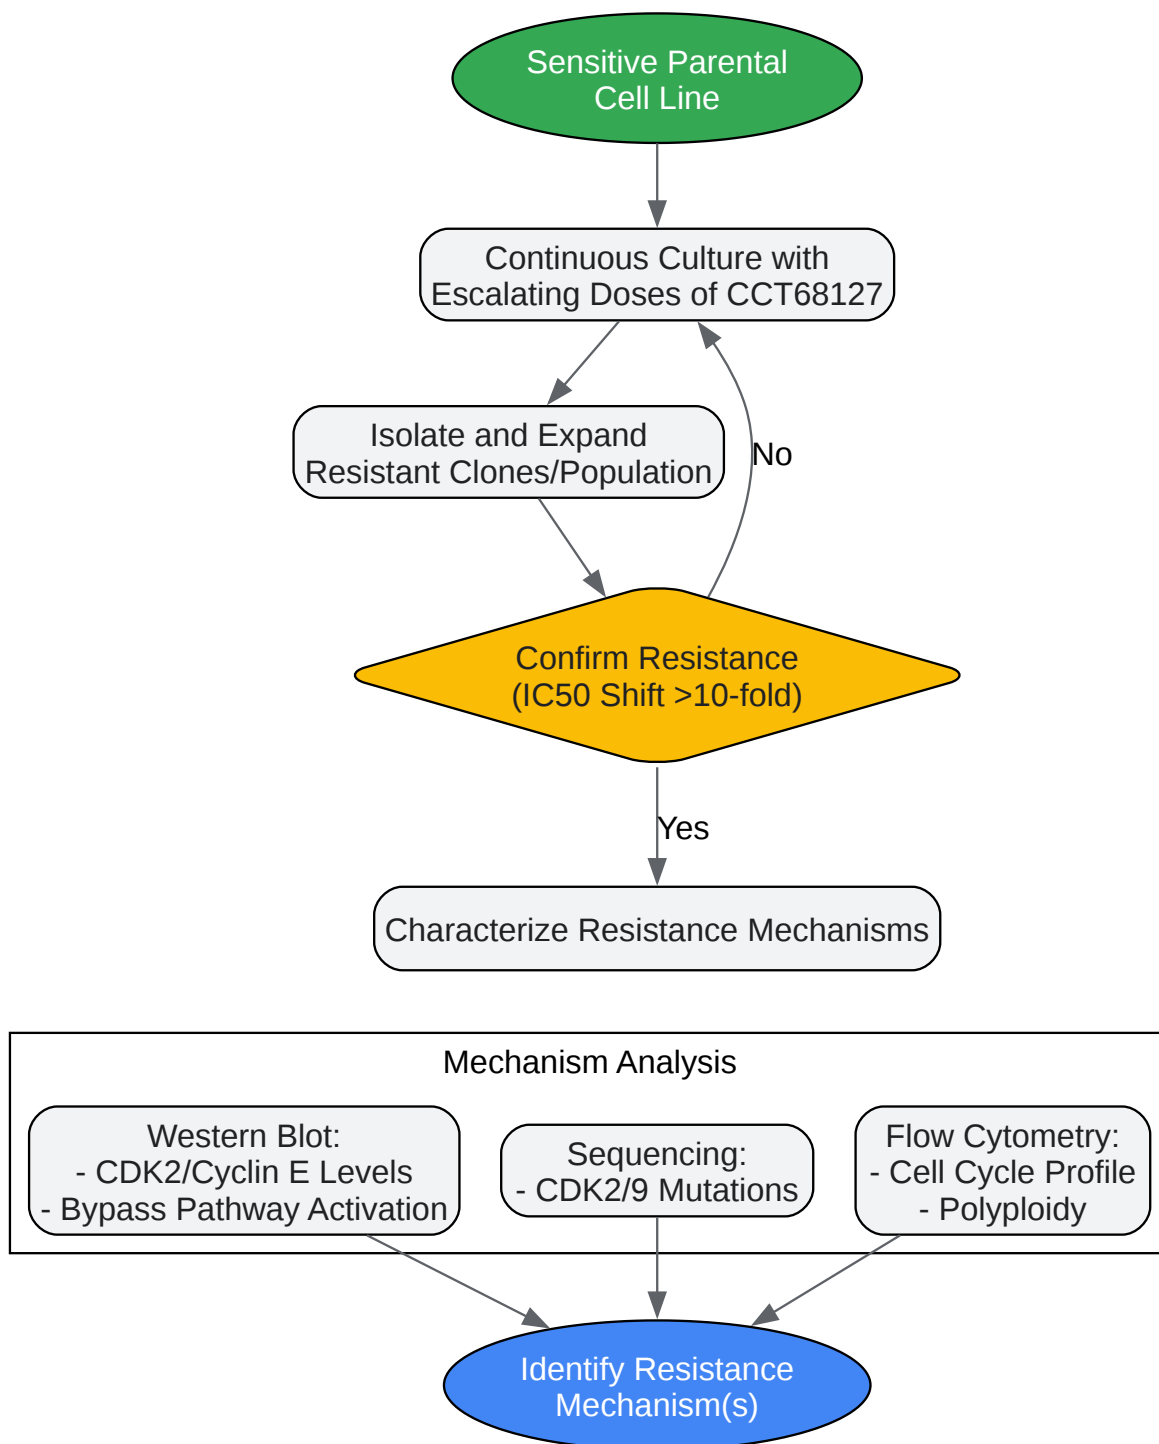 Sensitive Parental
Cell Line
Continuous Culture with
Escalating Doses of CCT68127
Isolate and Expand
Resistant Clones/Population
No
Confirm Resistance
(IC50 Shift >10-fold)
Yes
Characterize Resistance Mechanisms
Mechanism Analysis
Western Blot:
- CDK2/Cyclin E Levels
- Bypass Pathway Activation
Sequencing:
- CDK2/9 Mutations
Flow Cytometry:
- Cell Cycle Profile
- Polyploidy
Identify Resistance
Mechanism(s)